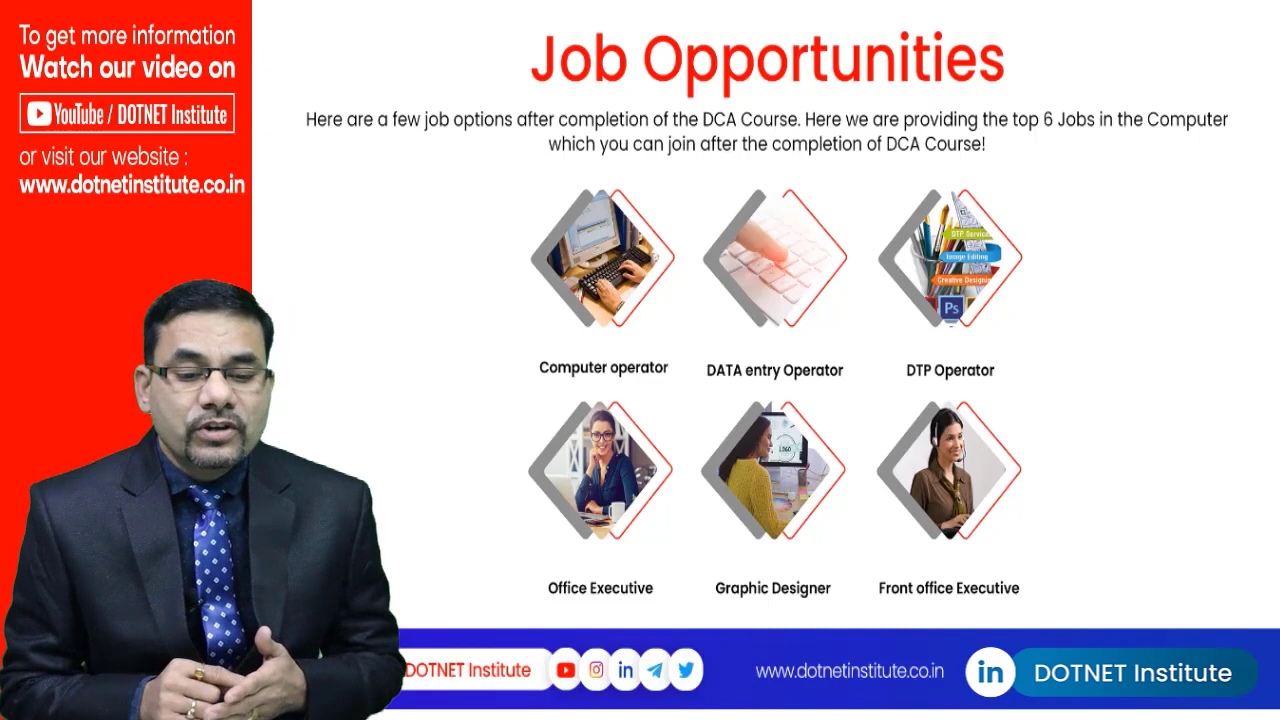 To get more information
Watch our video on
YouTube / DOTNET Institute
or visit our website :
www.dotnetinstitute.co.in
Job Opportunities
Here are a few job options after completion of the DCA Course. Here we are providing the top 6 Jobs in the Computer
which you can join after the completion of DCA Course!
DTP Service
Image Editing
Creative Designing
Ps
Computer operator
DATA entry Operator
DTP Operator
LOGO
Office Executive
Graphic Designer
Front office Executive
DOTNET Institute
www.dotnetinstitute.co.in
in
DOTNET Institute